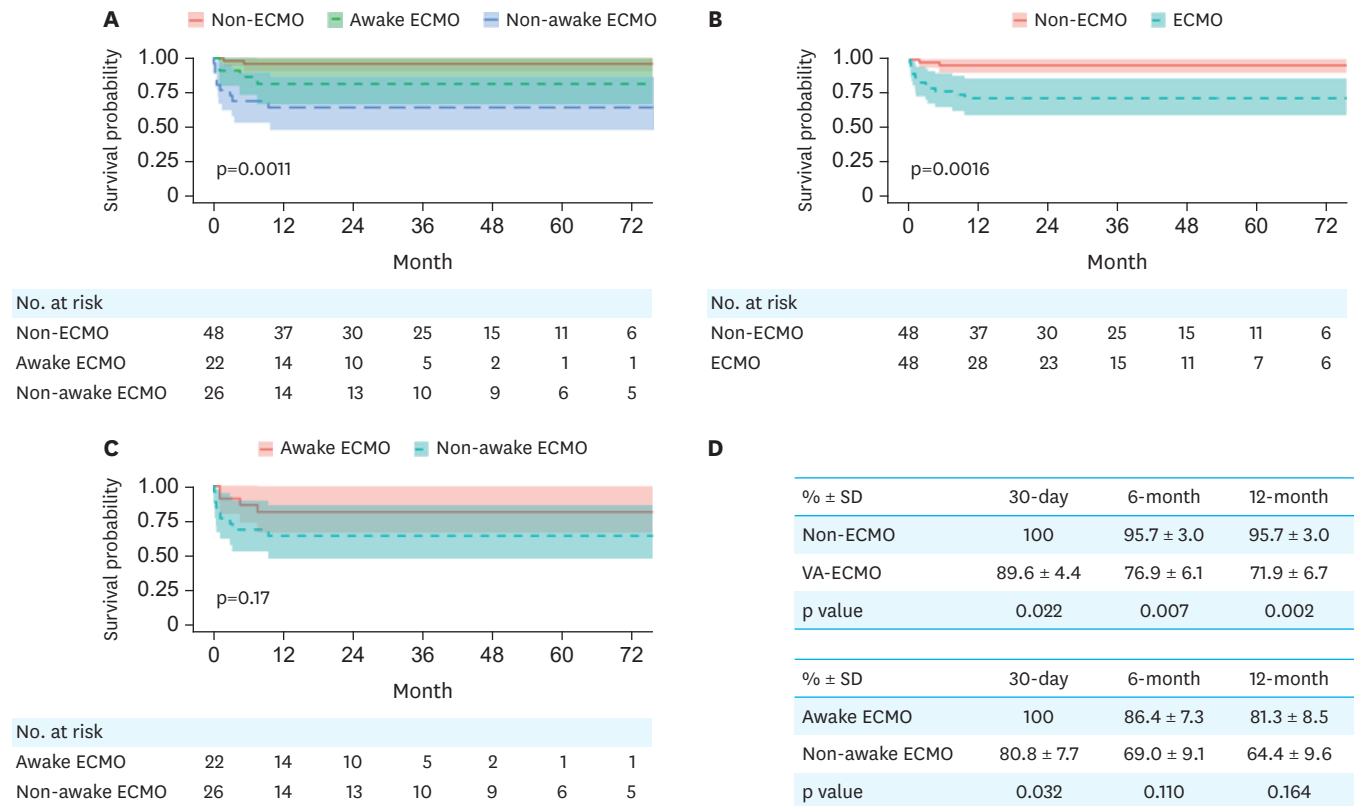 A
Non-ECMO Awake ECMO Non-awake ECMO
Survival probability
1.00
0.75
0.50
0.25
0
p=0.0011
0 12 24 36 48 60 72
Month
No. at risk
Non-ECMO 48 37 30 25 15 11 6
Awake ECMO 22 14 10 5 2 1 1
Non-awake ECMO 26 14 13 10 9 6 5
B
Non-ECMO ECMO
Survival probability
1.00
0.75
0.50
0.25
0
p=0.0016
0 12 24 36 48 60 72
Month
No. at risk
Non-ECMO 48 37 30 25 15 11 6
ECMO 48 28 23 15 11 7 6
C
Awake ECMO Non-awake ECMO
Survival probability
1.00
0.75
0.50
0.25
0
p=0.17
0 12 24 36 48 60 72
Month
No. at risk
Awake ECMO 22 14 10 5 2 1 1
Non-awake ECMO 26 14 13 10 9 6 5
D
% ± SD 30-day 6-month 12-month
Non-ECMO 100 95.7 ± 3.0 95.7 ± 3.0
VA-ECMO 89.6 ± 4.4 76.9 ± 6.1 71.9 ± 6.7
p value 0.022 0.007 0.002
% ± SD 30-day 6-month 12-month
Awake ECMO 100 86.4 ± 7.3 81.3 ± 8.5
Non-awake ECMO 80.8 ± 7.7 69.0 ± 9.1 64.4 ± 9.6
p value 0.032 0.110 0.164